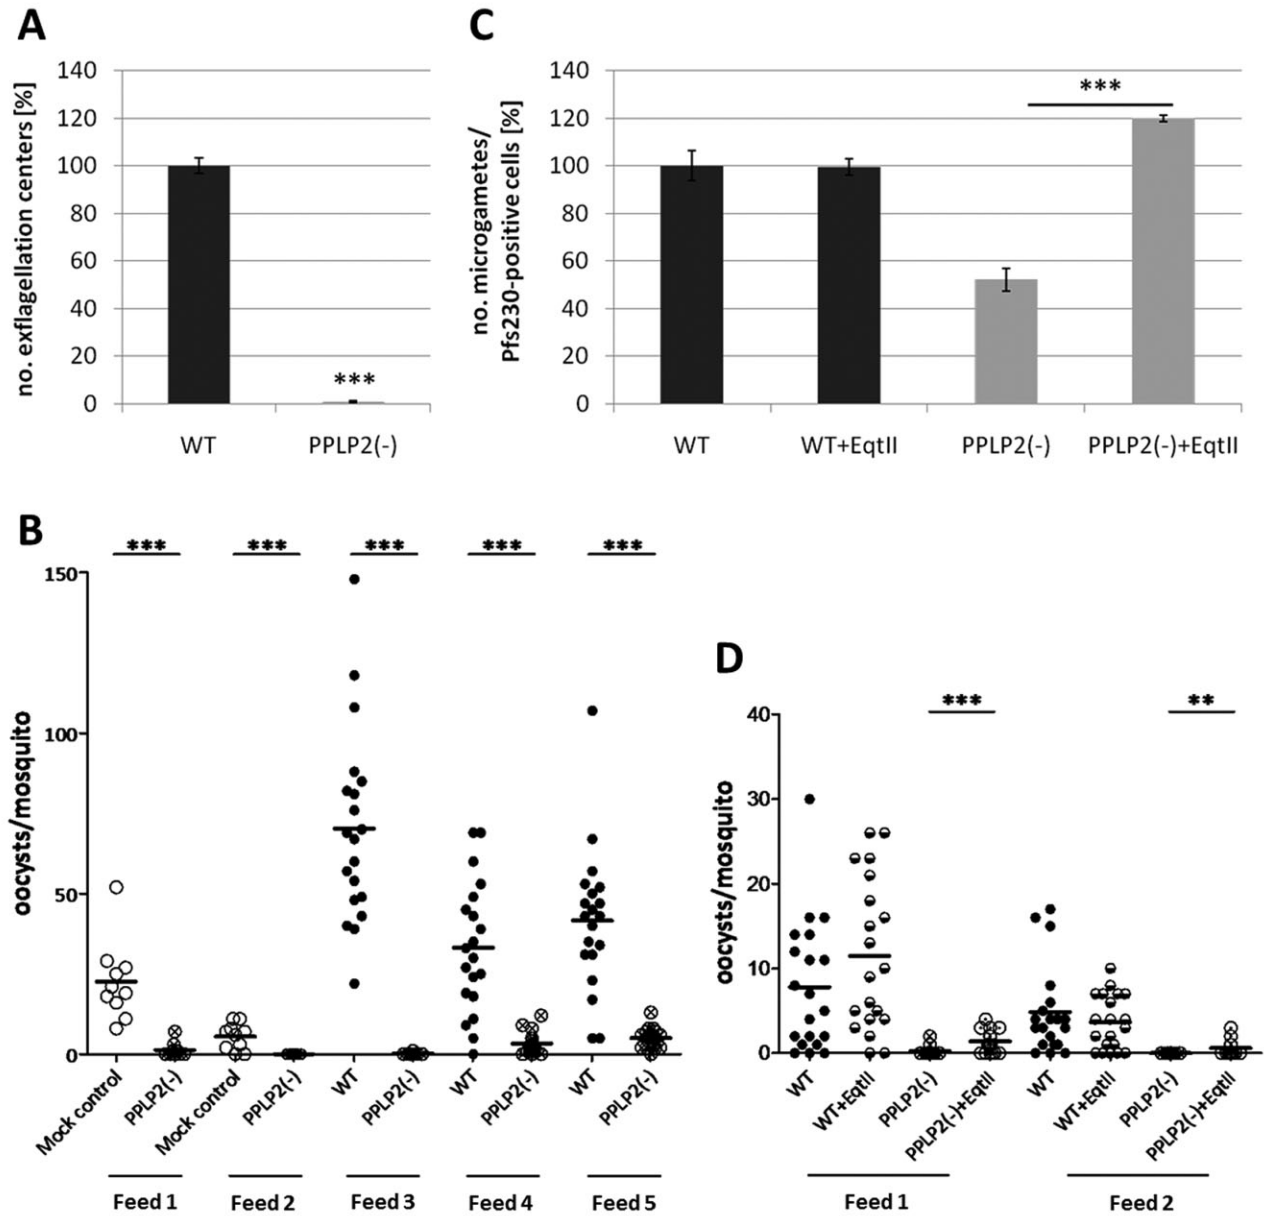 A
no. exflagellation centers [%]
140
120
100
80
60
40
20
0
***
WT
PPLP2(-)
C
no. microgametes/
Pfs230-positive cells [%]
140
120
100
80
60
40
20
0
***
WT
WT+EqtII
PPLP2(-)
PPLP2(-)+EqtII
B
oocysts/mosquito
150
100
50
0
***
***
***
***
***
Mock control
PPLP2(-)
Mock control
PPLP2(-)
WT
PPLP2(-)
WT
PPLP2(-)
WT
PPLP2(-)
Feed 1
Feed 2
Feed 3
Feed 4
Feed 5
D
oocysts/mosquito
40
30
20
10
0
***
**
WT
WT+EqtII
PPLP2(-)
PPLP2(-)+EqtII
WT
WT+EqtII
PPLP2(-)
PPLP2(-)+EqtII
Feed 1
Feed 2